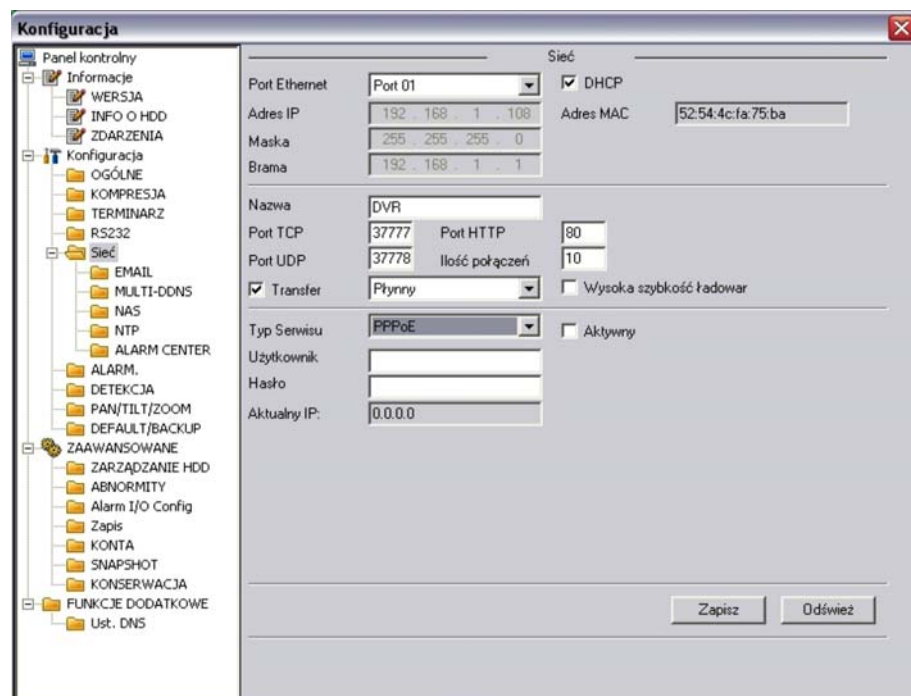 Konfiguracja
Panel kontrolny
Informacje
WERSJA
INFO O HDD
ZDARZENIA
Konfiguracja
OGÓLNE
KOMPRESJA
TERMINARZ
RS232
Sieć
EMAIL
MULTI-DDNS
NAS
NTP
ALARM CENTER
ALARM.
DETEKCJA
PAN/TILT/ZOOM
DEFAULT/BACKUP
ZAAWANSOWANE
ZARZĄDZANIE HDD
ABNORMITY
Alarm I/O Config
Zapis
KONTA
SNAPSHOT
KONSERWACJA
FUNKCJE DODATKOWE
Ust. DNS
Sieć
Port Ethernet Port 01 DHCP
Adres IP 192 . 168 . 1 . 108 Adres MAC 52:54:4c:fa:75:ba
Maska 255 . 255 . 255 . 0
Brama 192 . 168 . 1 . 1
Nazwa DVR
Port TCP 37777 Port HTTP 80
Port UDP 37778 Ilość połączeń 10
Transfer Płynny Wysoka szybkość ładowar
Typ Serwisu PPPoE Aktywny
Użytkownik
Hasło
Aktualny IP: 0.0.0.0
Zapisz Odśwież